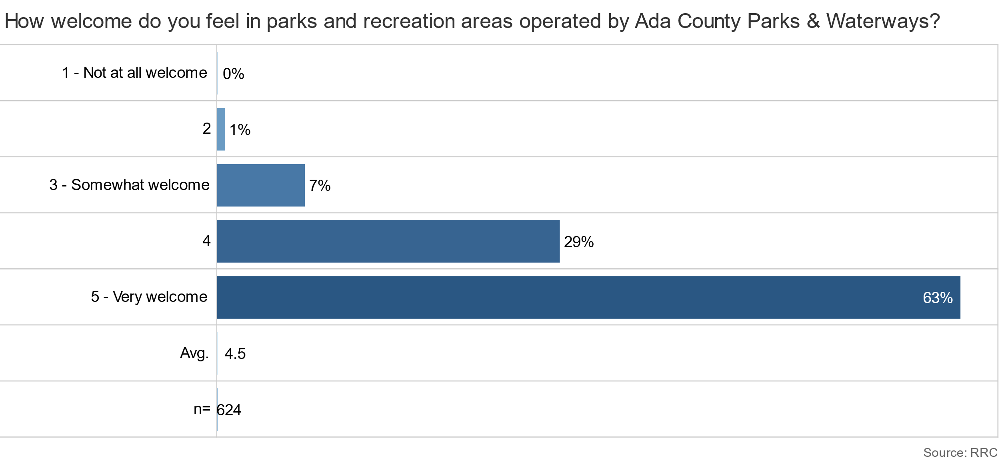 How welcome do you feel in parks and recreation areas operated by Ada County Parks & Waterways?
1 - Not at all welcome 0%
2 1%
3 - Somewhat welcome 7%
4 29%
5 - Very welcome 63%
Avg. 4.5
n= 624
Source: RRC